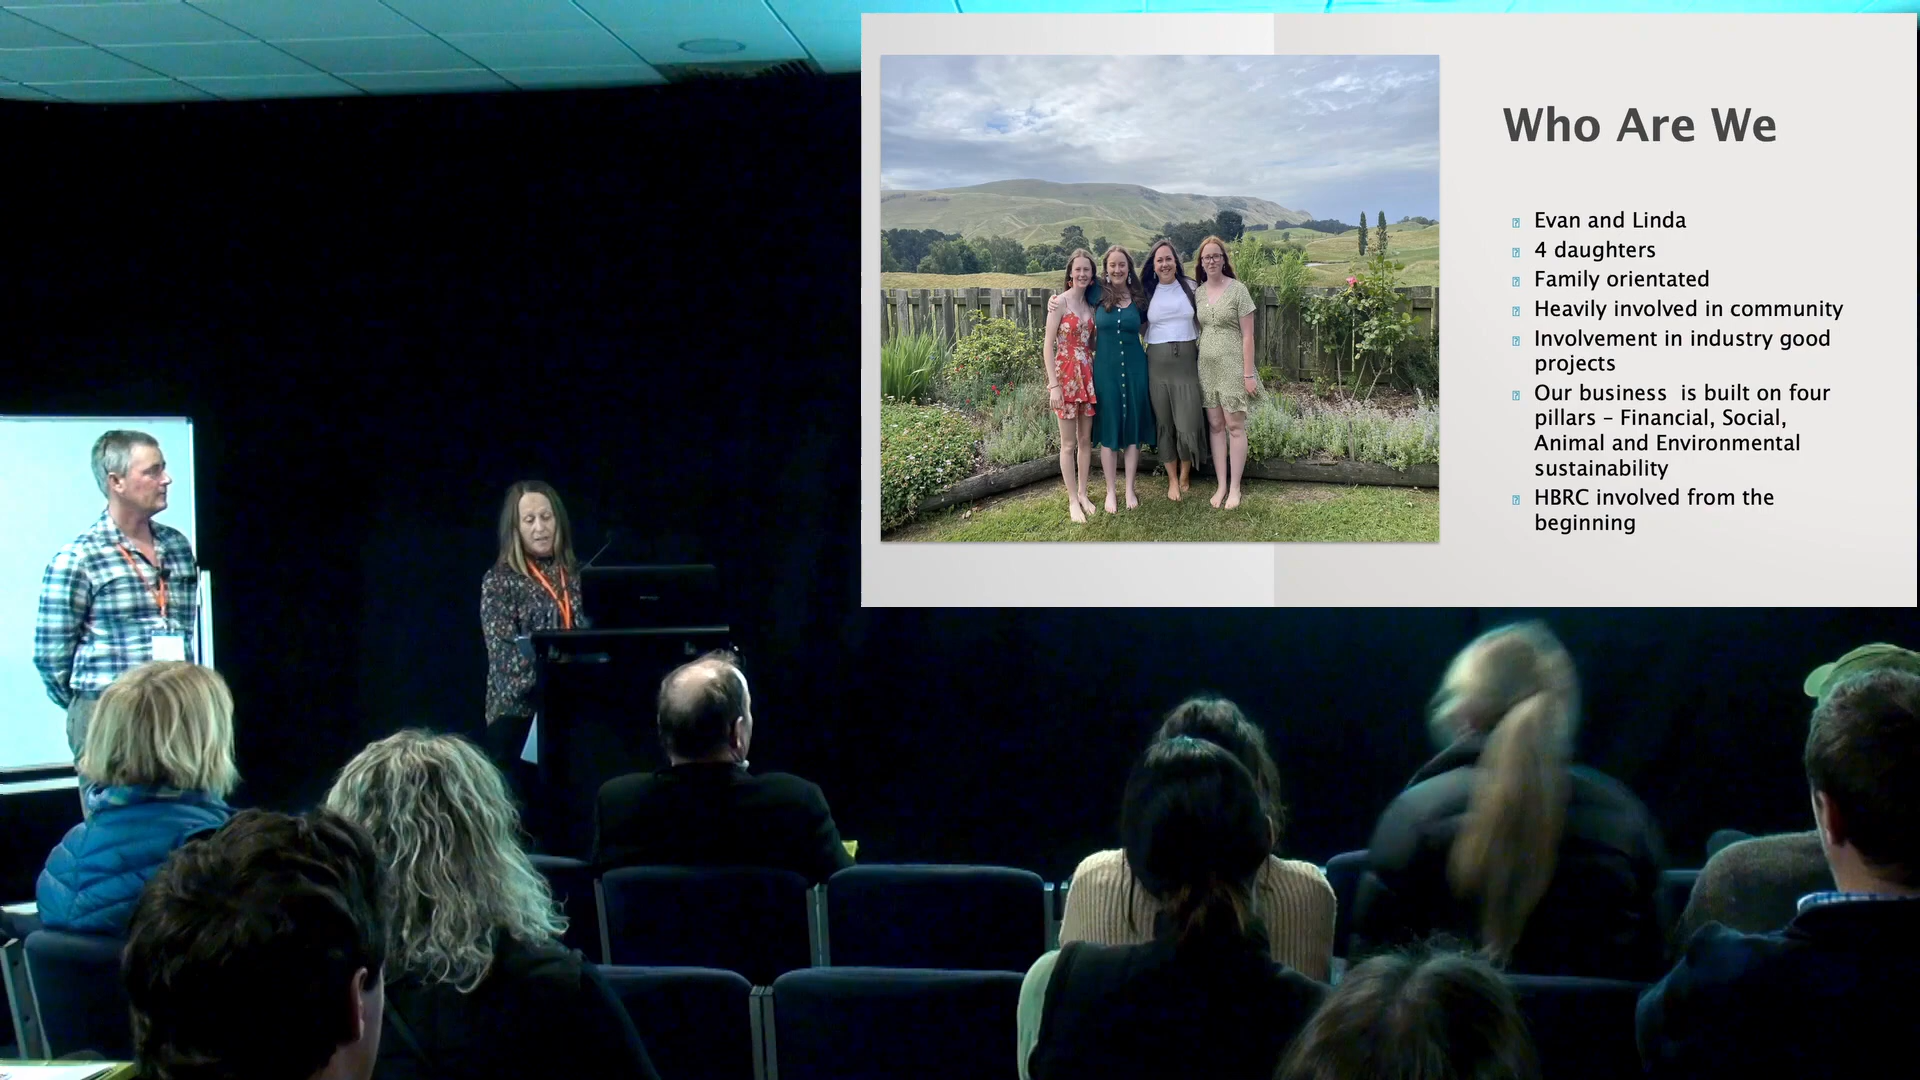 Who Are We
Evan and Linda
4 daughters
Family orientated
Heavily involved in community
Involvement in industry good
projects
Our business  is built on four
pillars – Financial, Social,
Animal and Environmental
sustainability
HBRC involved from the
beginning